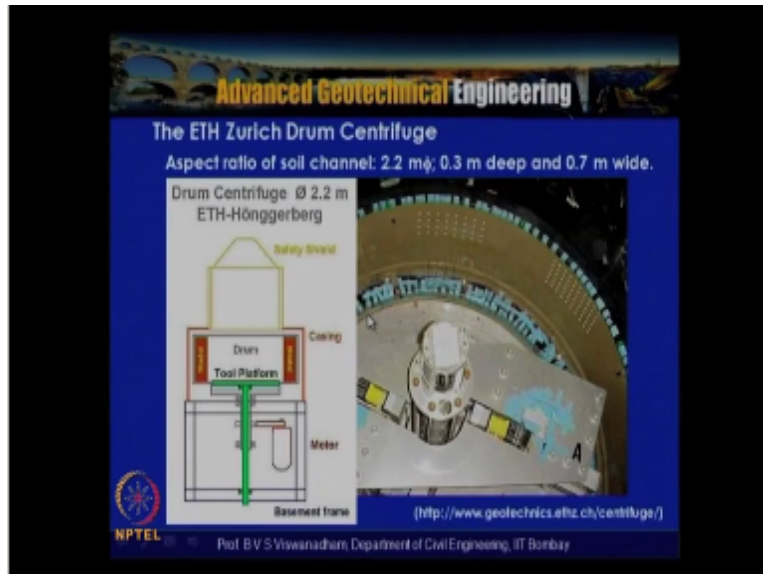 Advanced Geotechnical Engineering
The ETH Zurich Drum Centrifuge
Aspect ratio of soil channel: 2.2 mϕ; 0.3 m deep and 0.7 m wide.
Drum Centrifuge Ø 2.2 m
ETH-Hönggerberg
Safety Shield
Casing
Drum
Model
Model
Tool Platform
Motor
Basement frame
A
(http://www.geotechnics.ethz.ch/centrifuge/)
NPTEL
Prof. B V S Viswanadham, Department of Civil Engineering, IIT Bombay